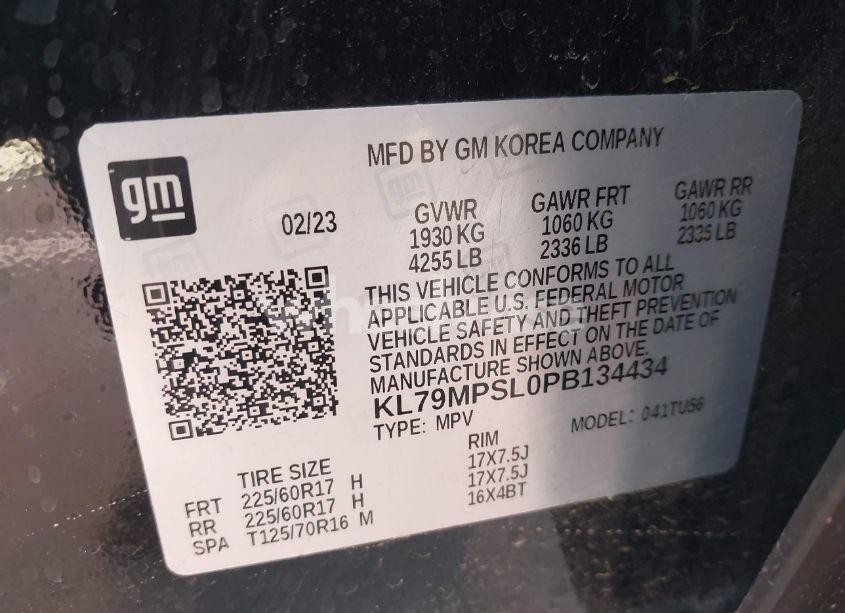 gm
MFD BY GM KOREA COMPANY
02/23
GVWR
1930 KG
4255 LB
GAWR FRT
1060 KG
2336 LB
GAWR RR
1060 KG
2336 LB
THIS VEHICLE CONFORMS TO ALL
APPLICABLE U.S. FEDERAL MOTOR
VEHICLE SAFETY AND THEFT PREVENTION
STANDARDS IN EFFECT ON THE DATE OF
MANUFACTURE SHOWN ABOVE.
KL79MPSL0PB134434
TYPE: MPV
MODEL: 041TU56
TIRE SIZE
RIM
FRT 225/60R17 H 17X7.5J
RR 225/60R17 H 17X7.5J
SPA T125/70R16 M 16X4BT